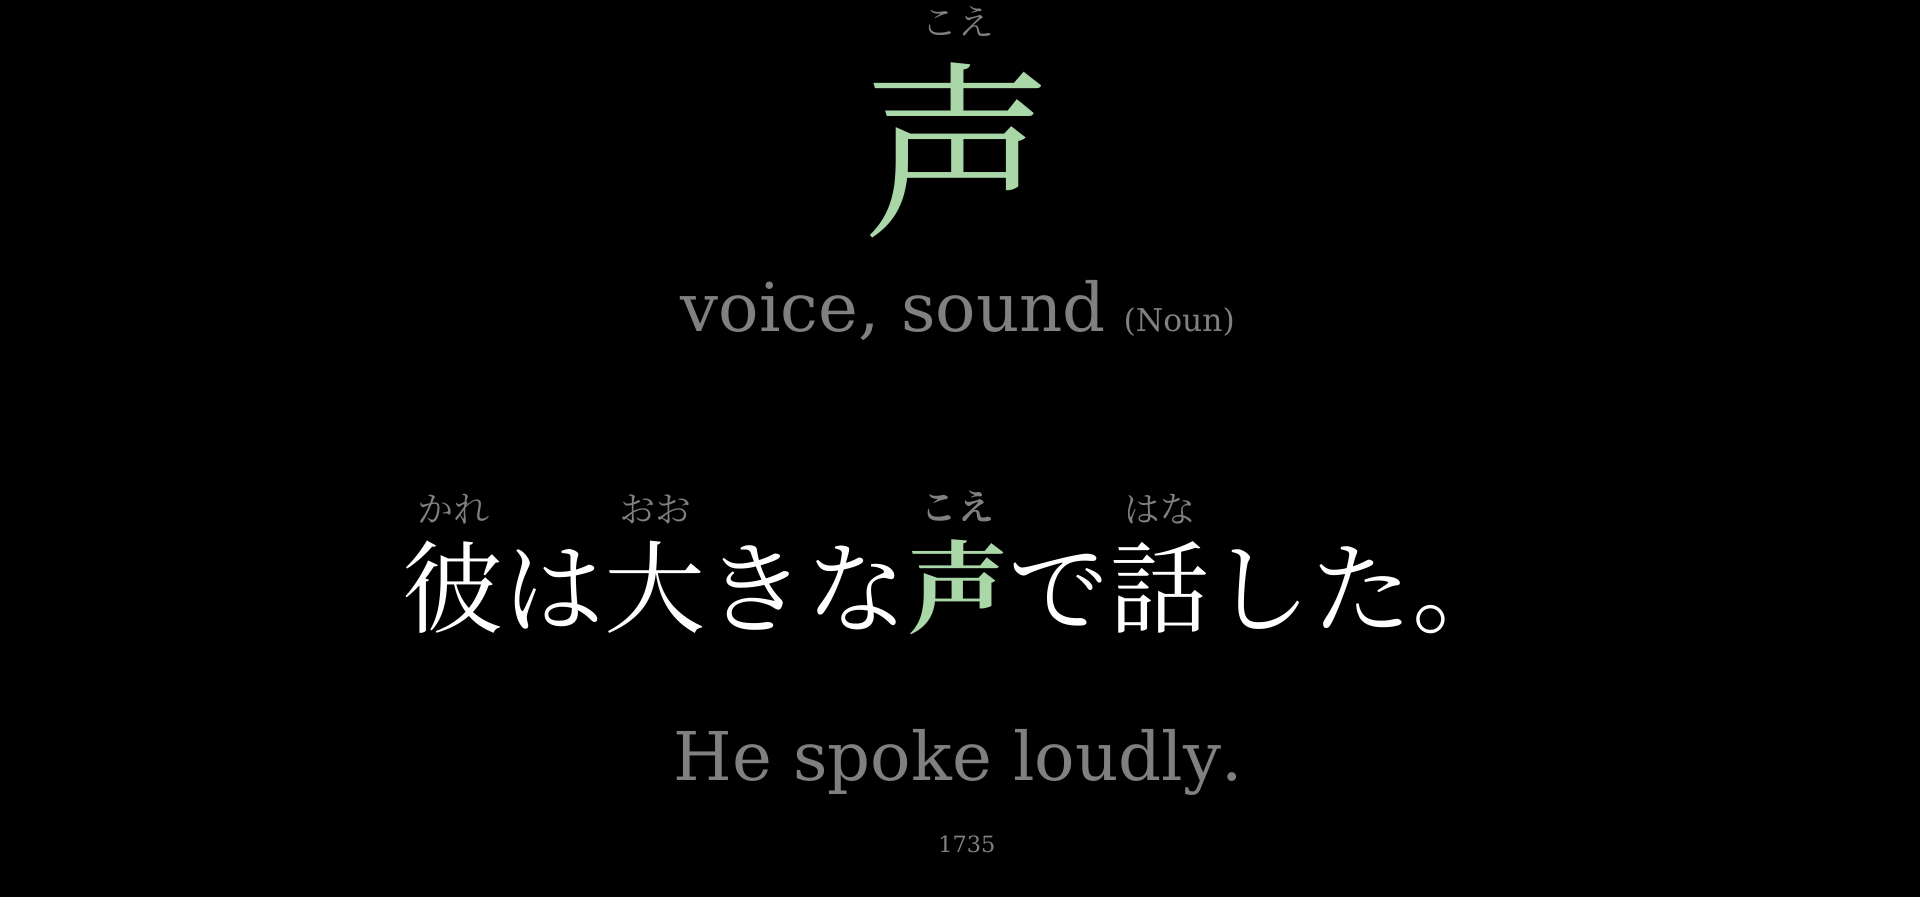 こえ
声
voice, sound (Noun)
かれ おお こえ はな
彼は大きな声で話した。
He spoke loudly.
1735